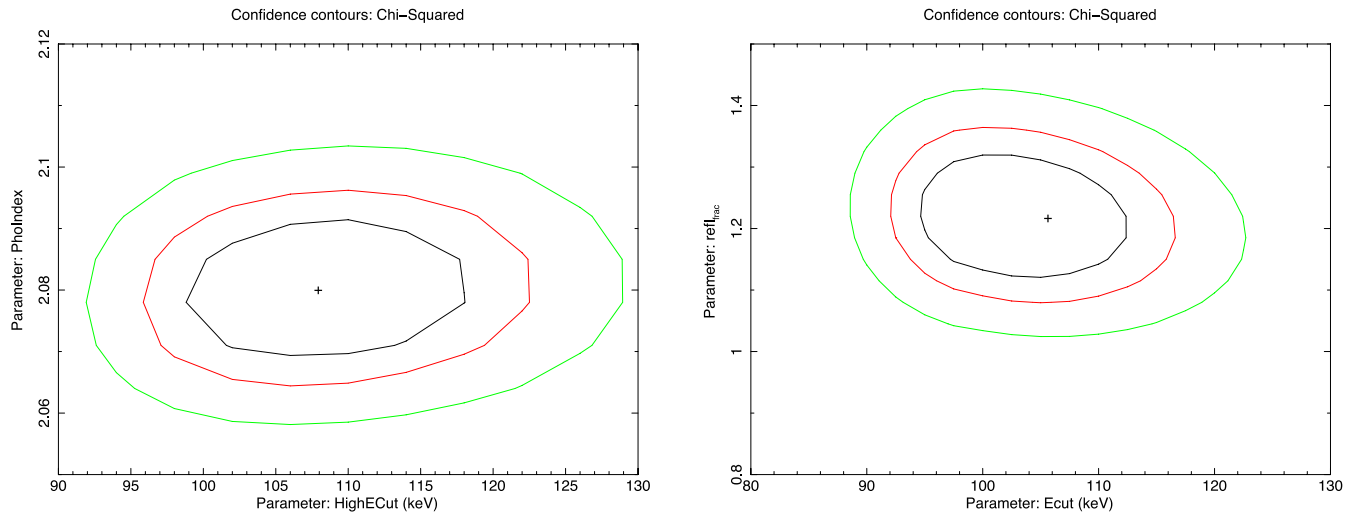 Confidence contours: Chi−Squared
2.12
2.1
2.08
2.06
Parameter: PhoIndex
90 95 100 105 110 115 120 125 130
Parameter: HighECut (keV)
Confidence contours: Chi−Squared
1.4
1.2
1
0.8
Parameter: refl_frac
80 90 100 110 120 130
Parameter: Ecut (keV)